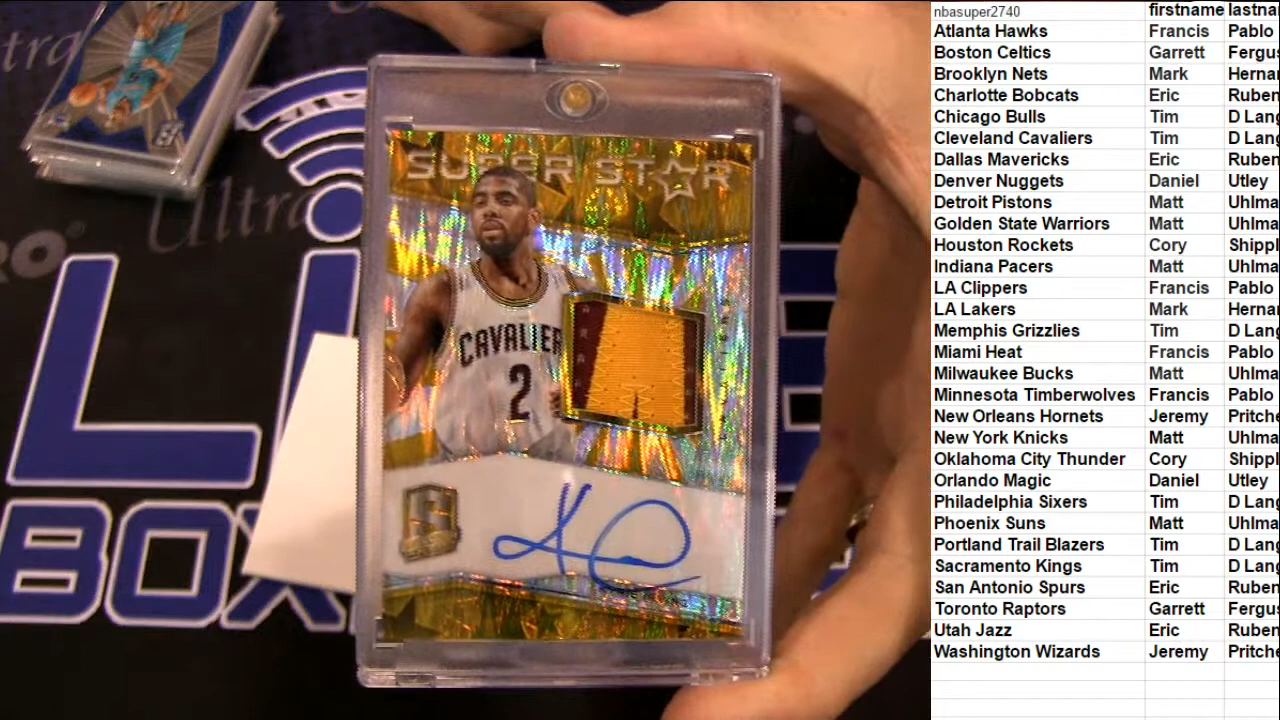 SUPER STAR
CAVALIER
2
Ultra
BOX
nbasuper2740 firstname lastna
Atlanta Hawks Francis Pablo
Boston Celtics Garrett Fergus
Brooklyn Nets Mark Herna
Charlotte Bobcats Eric Ruben
Chicago Bulls Tim D Lang
Cleveland Cavaliers Tim D Lang
Dallas Mavericks Eric Ruben
Denver Nuggets Daniel Utley
Detroit Pistons Matt Uhlma
Golden State Warriors Matt Uhlma
Houston Rockets Cory Shippl
Indiana Pacers Matt Uhlma
LA Clippers Francis Pablo
LA Lakers Mark Herna
Memphis Grizzlies Tim D Lang
Miami Heat Francis Pablo
Milwaukee Bucks Matt Uhlma
Minnesota Timberwolves Francis Pablo
New Orleans Hornets Jeremy Pritche
New York Knicks Matt Uhlma
Oklahoma City Thunder Cory Shippl
Orlando Magic Daniel Utley
Philadelphia Sixers Tim D Lang
Phoenix Suns Matt Uhlma
Portland Trail Blazers Tim D Lang
Sacramento Kings Tim D Lang
San Antonio Spurs Eric Ruben
Toronto Raptors Garrett Fergus
Utah Jazz Eric Ruben
Washington Wizards Jeremy Pritche